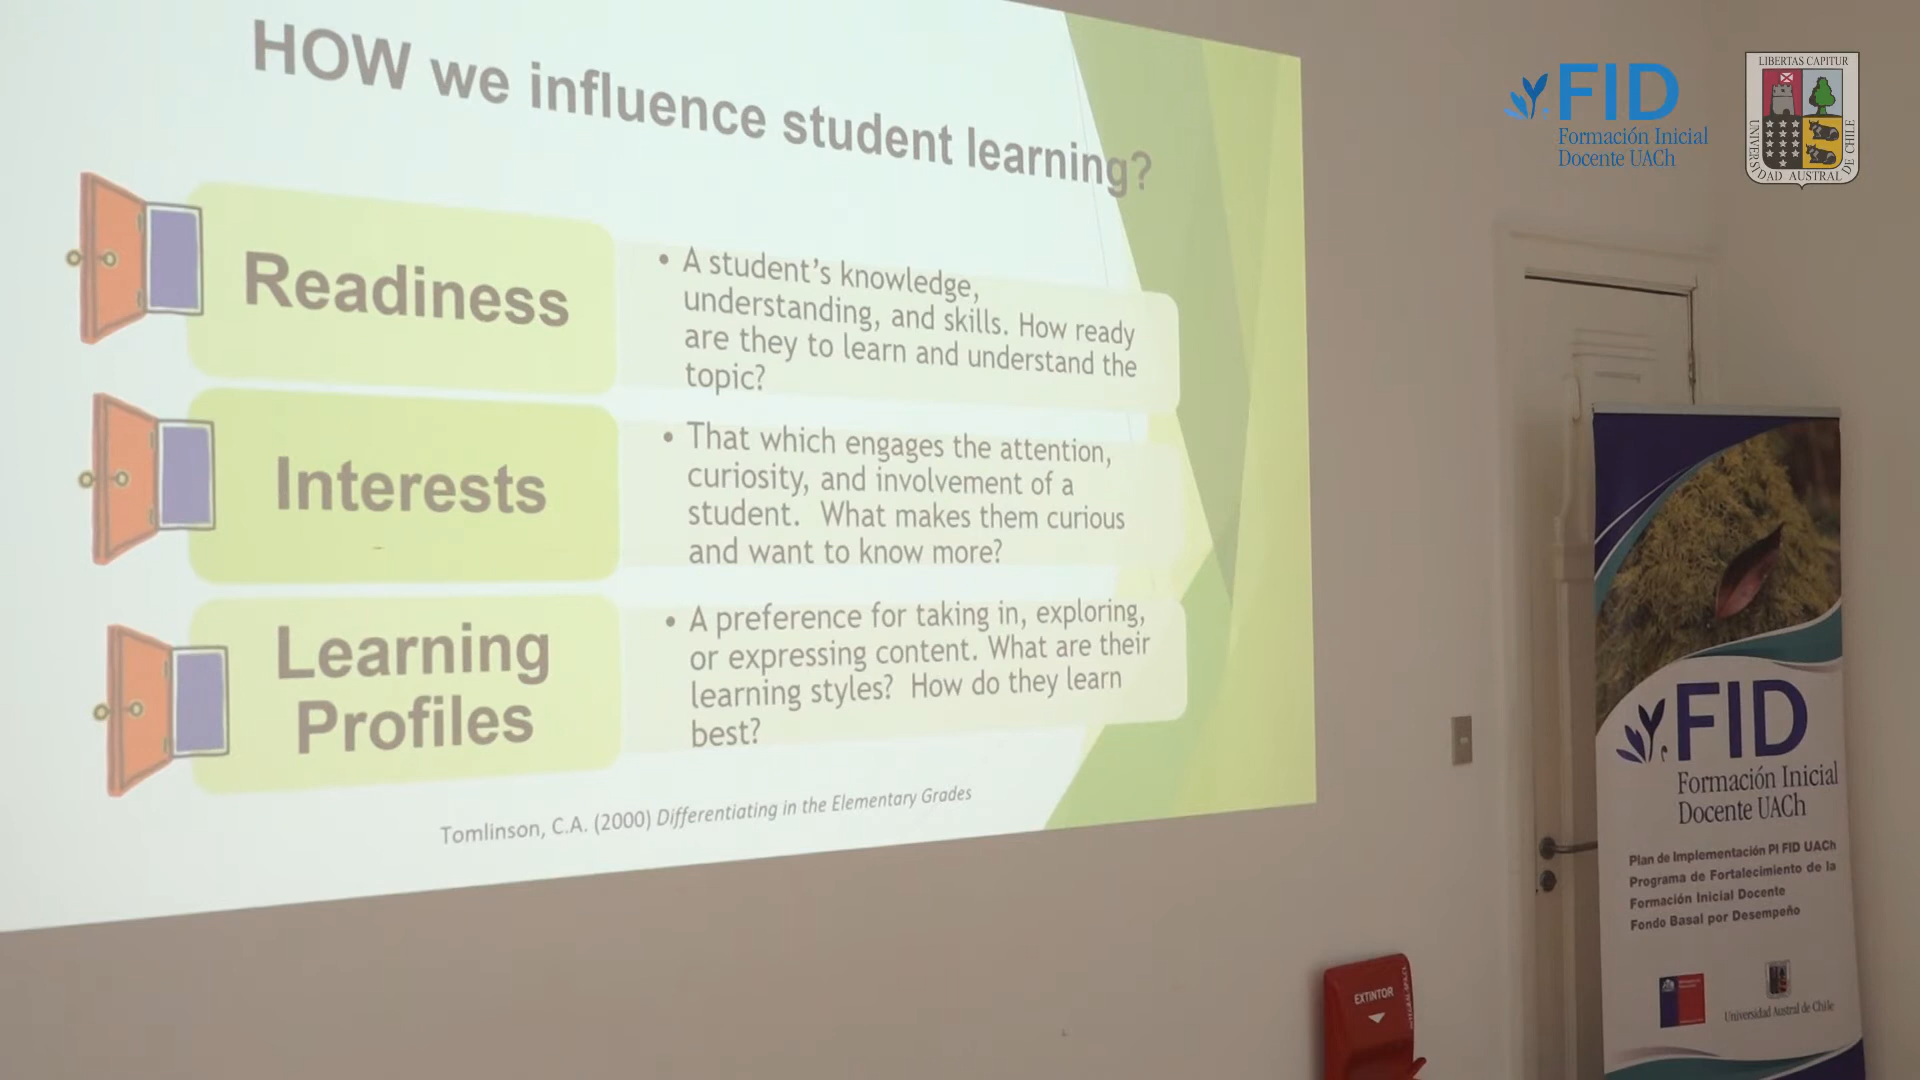 HOW we influence student learning?
Readiness
• A student’s knowledge,
understanding, and skills. How ready
are they to learn and understand the
topic?
Interests
• That which engages the attention,
curiosity, and involvement of a
student. What makes them curious
and want to know more?
Learning
Profiles
• A preference for taking in, exploring,
or expressing content. What are their
learning styles? How do they learn
best?
Tomlinson, C.A. (2000) Differentiating in the Elementary Grades
FID
Formación Inicial
Docente UACh
LIBERTAS CAPITUR
UNIVERSIDAD AUSTRAL DE CHILE
FID
Formación Inicial
Docente UACh
Plan de Implementación PI FID UACh
Programa de Fortalecimiento de la
Formación Inicial Docente
Fondo Basal por Desempeño
Universidad Austral de Chile
EXTINTOR